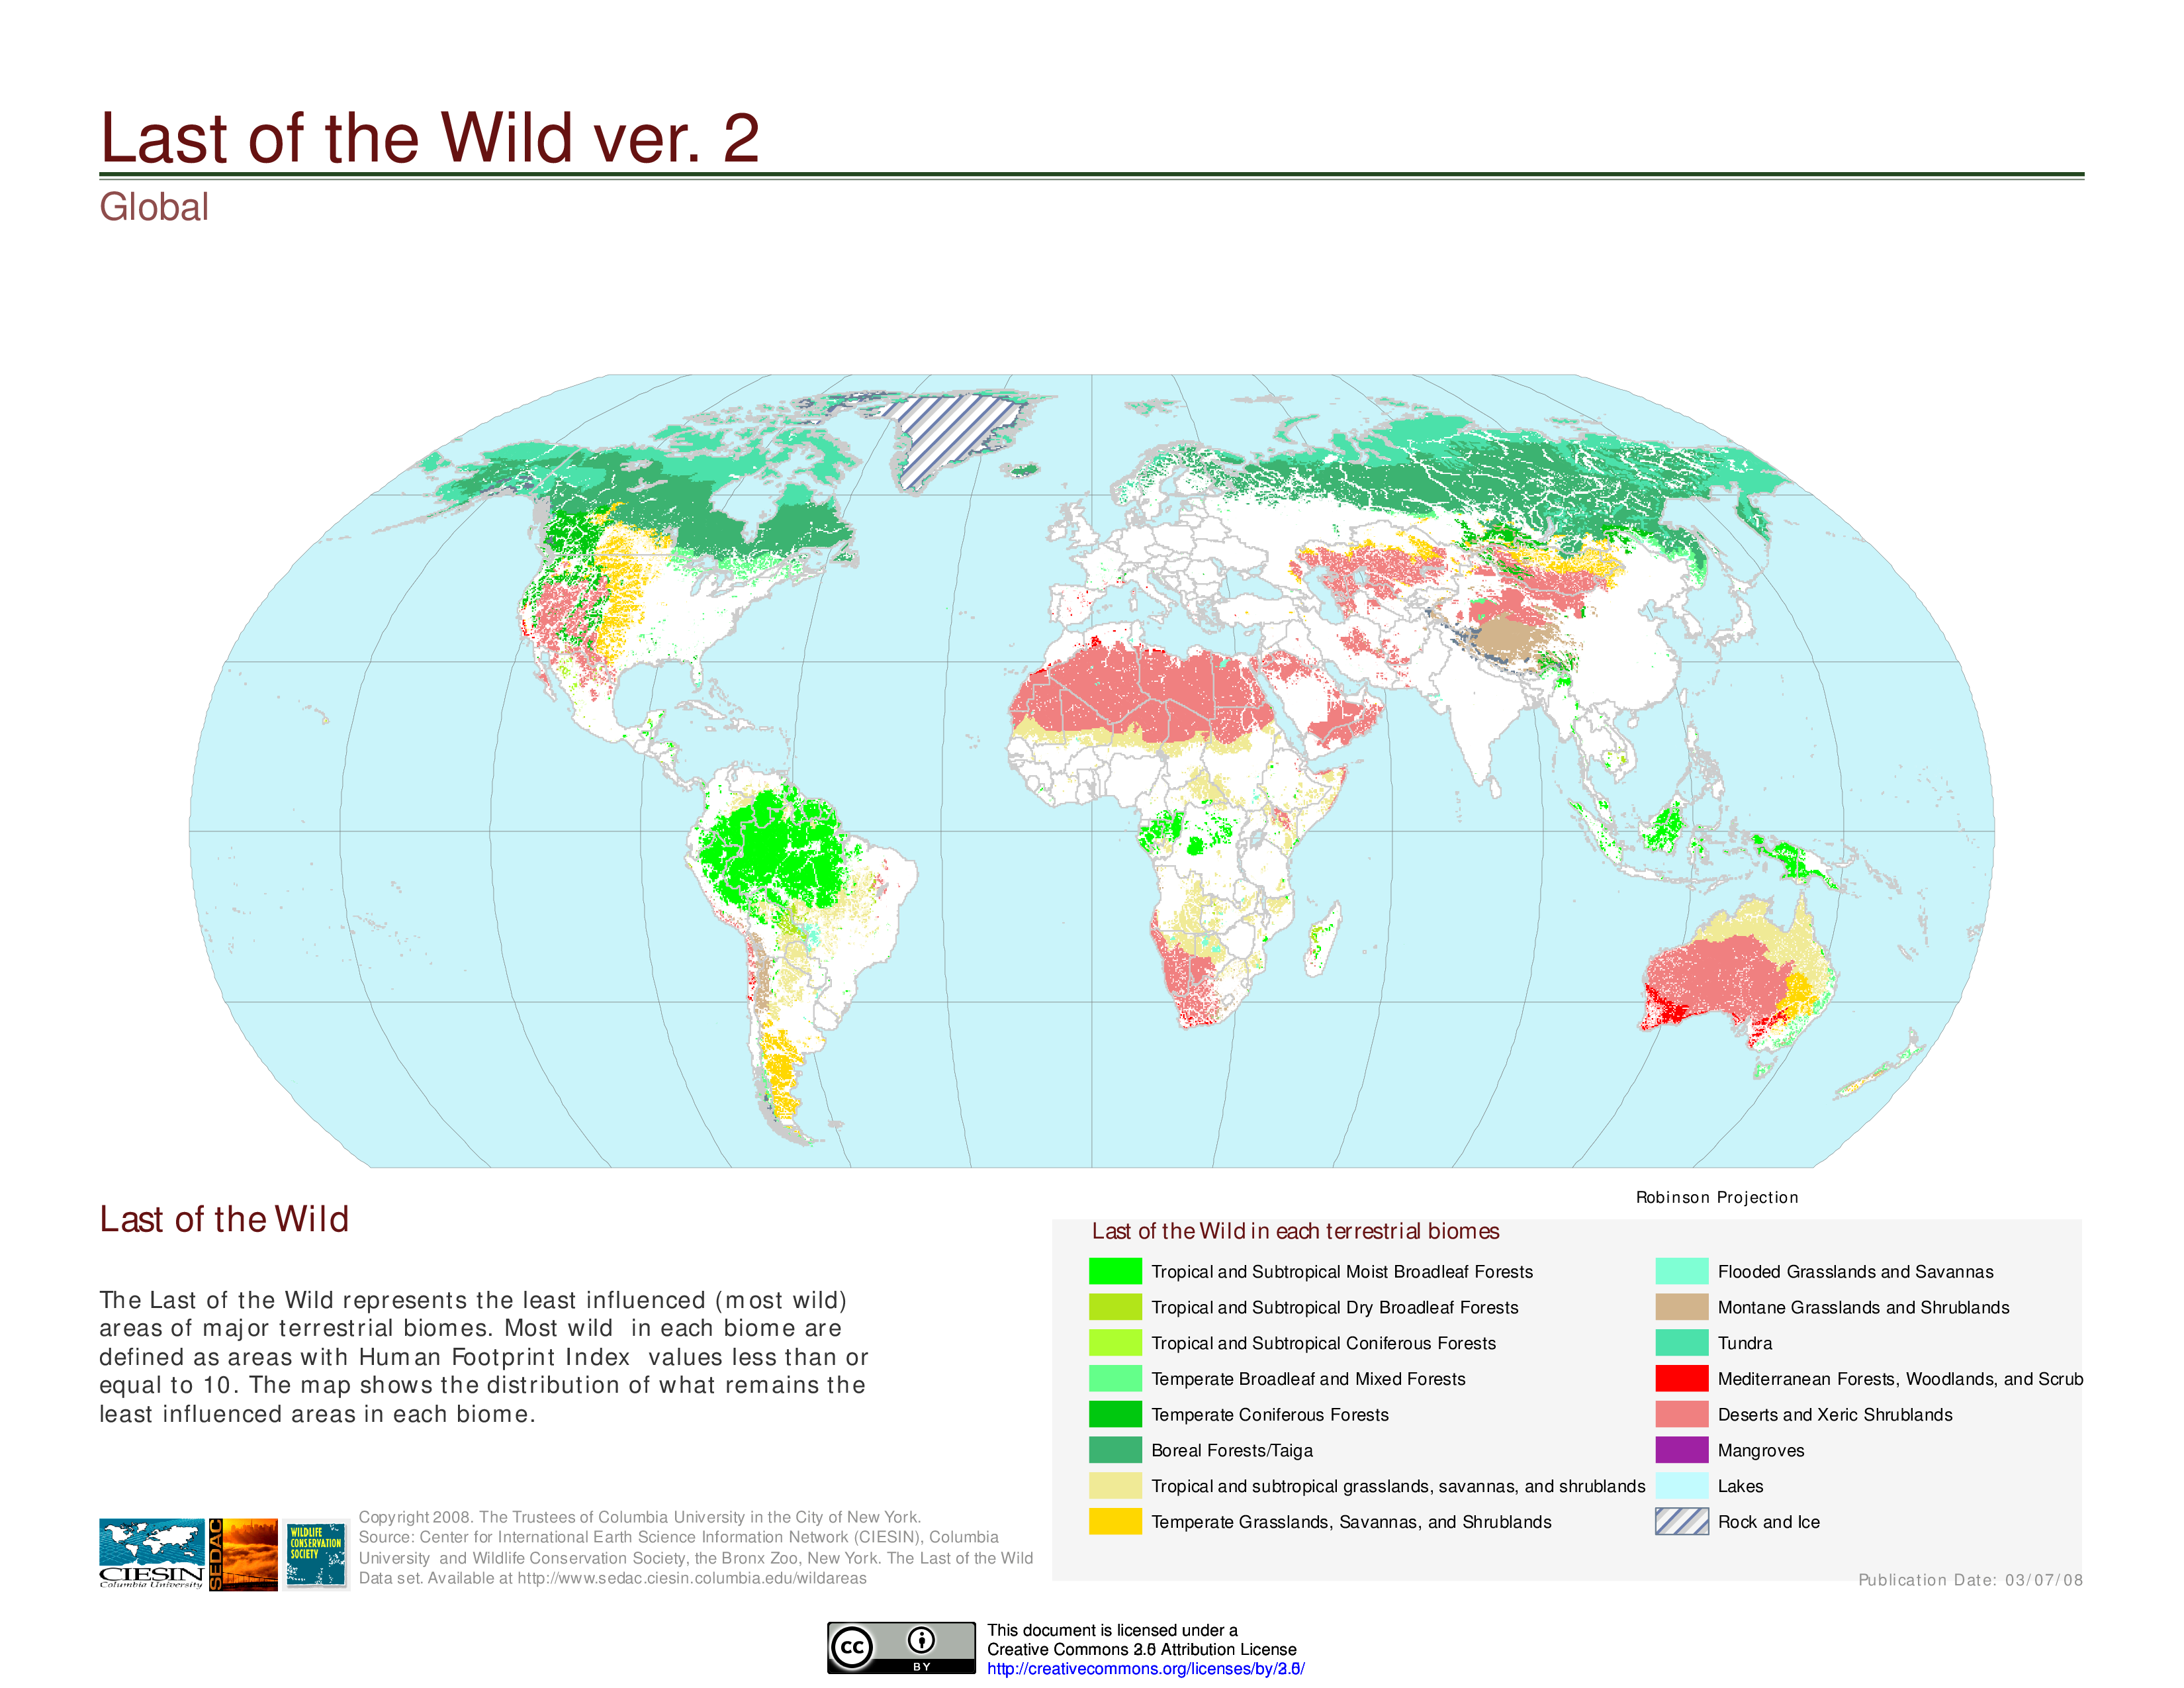 Last of the Wild ver. 2
Global
Robinson Projection
Last of the Wild
The Last of the Wild represents the least influenced (most wild)
areas of major terrestrial biomes. Most wild in each biome are
defined as areas with Human Footprint Index values less than or
equal to 10. The map shows the distribution of what remains the
least influenced areas in each biome.
Last of the Wild in each terrestrial biomes
Tropical and Subtropical Moist Broadleaf Forests
Tropical and Subtropical Dry Broadleaf Forests
Tropical and Subtropical Coniferous Forests
Temperate Broadleaf and Mixed Forests
Temperate Coniferous Forests
Boreal Forests/Taiga
Tropical and subtropical grasslands, savannas, and shrublands
Temperate Grasslands, Savannas, and Shrublands
Flooded Grasslands and Savannas
Montane Grasslands and Shrublands
Tundra
Mediterranean Forests, Woodlands, and Scrub
Deserts and Xeric Shrublands
Mangroves
Lakes
Rock and Ice
CIESIN
Columbia University
SEDAC
WILDLIFE
CONSERVATION
SOCIETY
Copyright 2008. The Trustees of Columbia University in the City of New York.
Source: Center for International Earth Science Information Network (CIESIN), Columbia
University and Wildlife Conservation Society, the Bronx Zoo, New York. The Last of the Wild
Data set. Available at http://www.sedac.ciesin.columbia.edu/wildareas
Publication Date: 03/07/08
cc
BY
This document is licensed under a
Creative Commons Attribution License